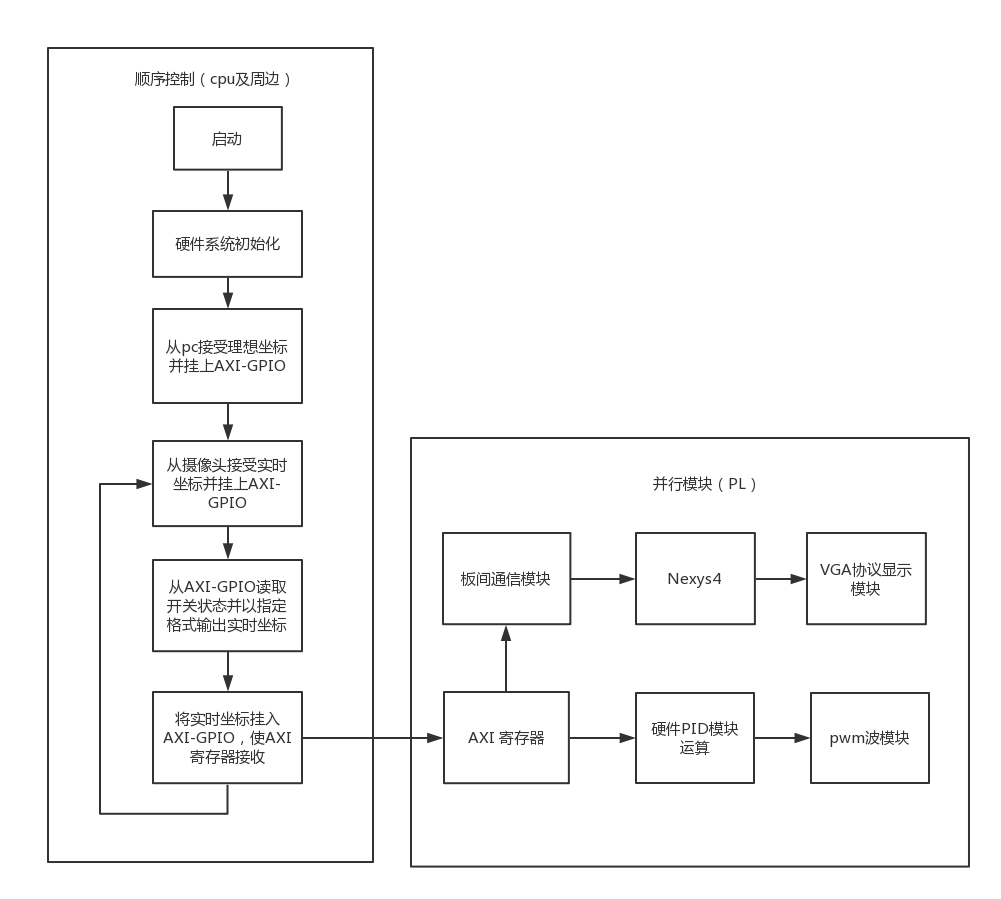 顺序控制（cpu及周边）
启动
硬件系统初始化
从pc接受理想坐标
并挂上AXI-GPIO
从摄像头接受实时
坐标并挂上AXI-
GPIO
从AXI-GPIO读取
开关状态并以指定
格式输出实时坐标
将实时坐标挂入
AXI-GPIO，使AXI
寄存器接收
并行模块（PL）
板间通信模块
Nexys4
VGA协议显示
模块
AXI 寄存器
硬件PID模块
运算
pwm波模块